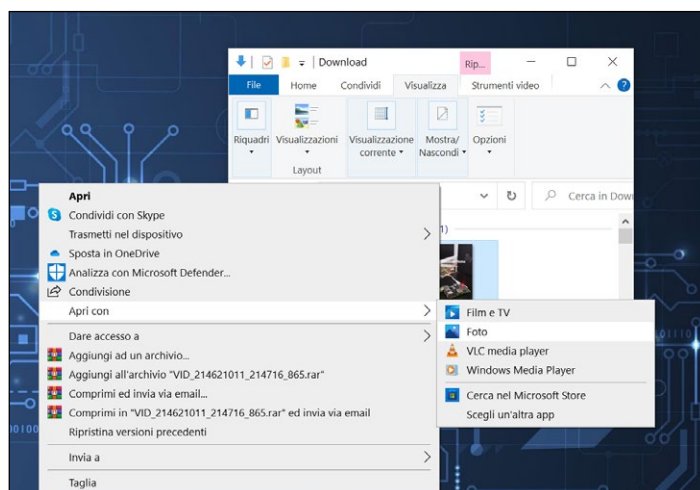 Download
Rip...
File
Home
Condividi
Visualizza
Strumenti video
Riquadri
Visualizzazioni
Visualizzazione
corrente
Mostra/
Nascondi
Opzioni
Layout
Cerca in Down
1)
Apri
Condividi con Skype
Trasmetti nel dispositivo
Sposta in OneDrive
Analizza con Microsoft Defender...
Condivisione
Apri con
Dare accesso a
Aggiungi ad un archivio...
Aggiungi all'archivio "VID_214621011_214716_865.rar"
Comprimi ed invia via email...
Comprimi in "VID_214621011_214716_865.rar" ed invia via email
Ripristina versioni precedenti
Invia a
Taglia
Film e TV
Foto
VLC media player
Windows Media Player
Cerca nel Microsoft Store
Scegli un'altra app